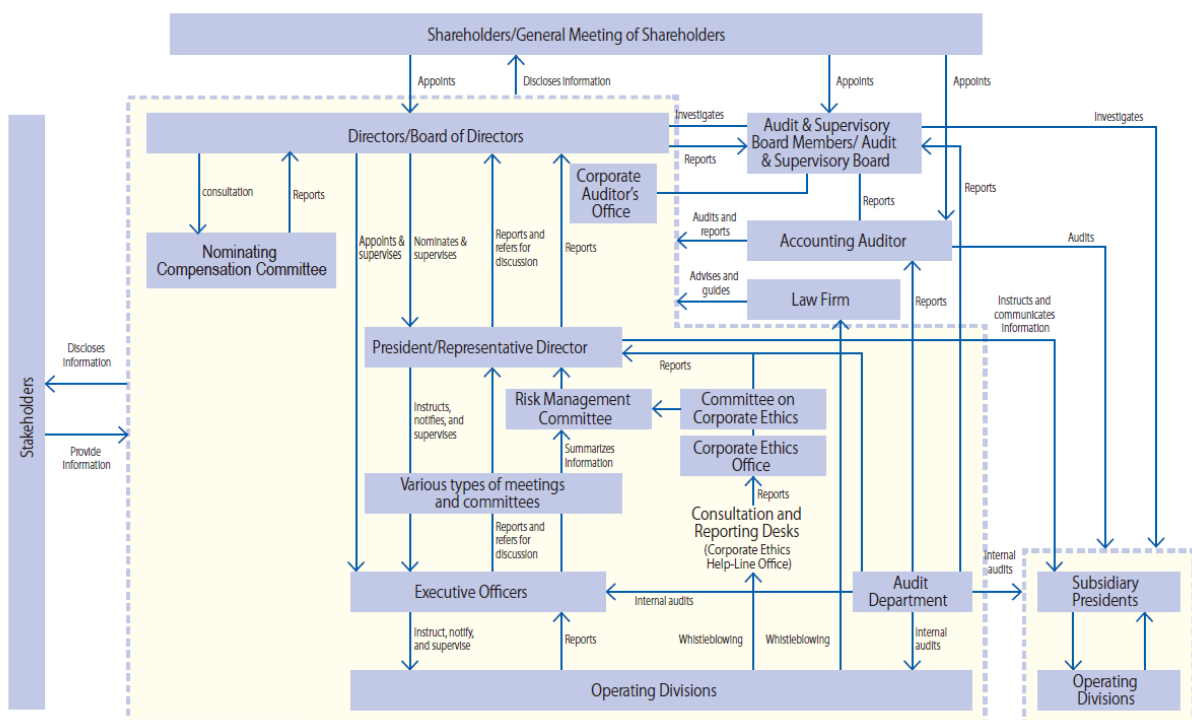 Shareholders/General Meeting of Shareholders
Appoints
Discloses information
Appoints
Appoints
Directors/Board of Directors
Investigates
Reports
Audit & Supervisory
Board Members/ Audit
& Supervisory Board
Investigates
Corporate
Auditor's
Office
Reports
Reports
consultation
Reports
Nominating
Compensation Committee
Appoints &
supervises
Nominates &
supervises
Reports and
refers for
discussion
Reports
Audits and
reports
Accounting Auditor
Audits
Advises and
guides
Law Firm
Reports
Instructs and
communicates
information
President/Representative Director
Reports
Discloses
information
Stakeholders
Provide
information
Instructs,
notifies, and
supervises
Risk Management
Committee
Committee on
Corporate Ethics
Summarizes
information
Corporate Ethics
Office
Various types of meetings
and committees
Reports
Consultation and
Reporting Desks
(Corporate Ethics
Help-Line Office)
Reports and
refers for
discussion
Executive Officers
Internal audits
Audit
Department
Internal
audits
Subsidiary
Presidents
Instruct, notify,
and supervise
Reports
Whistleblowing
Whistleblowing
Internal
audits
Operating Divisions
Operating
Divisions